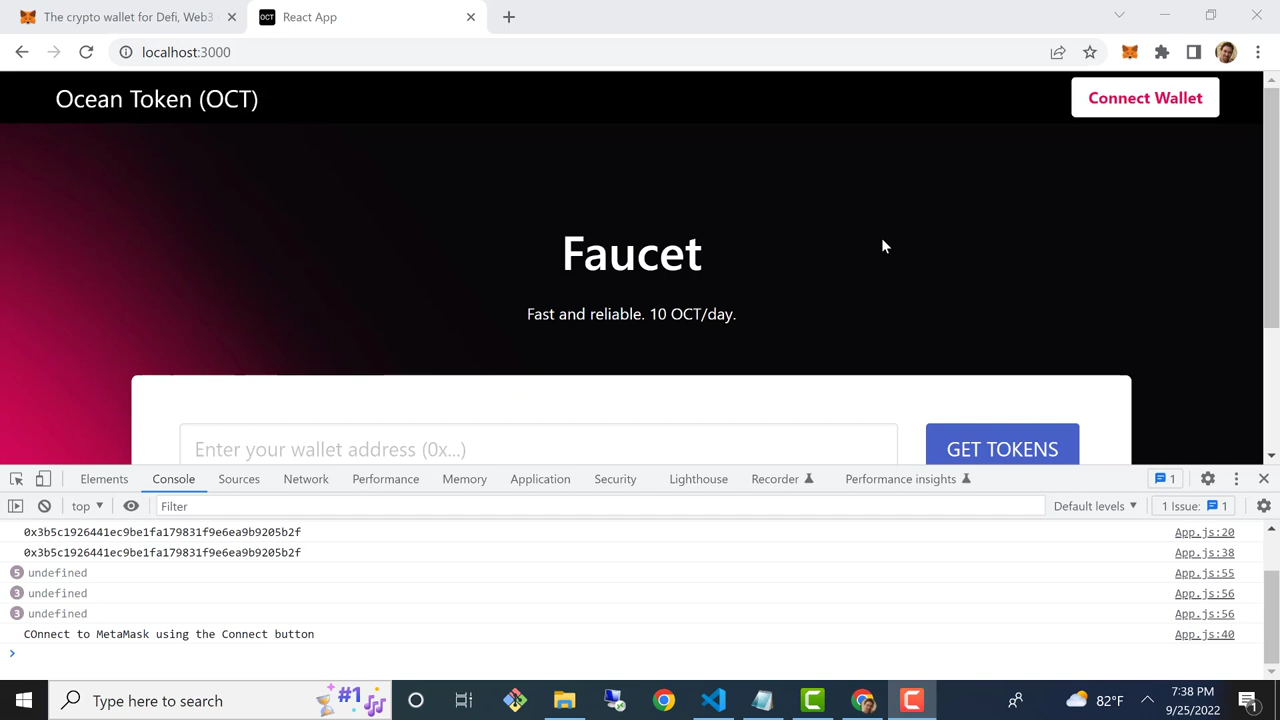 The crypto wallet for Defi, Web3
OCT React App
localhost:3000
Ocean Token (OCT)
Connect Wallet
Faucet
Fast and reliable. 10 OCT/day.
Enter your wallet address (0x...)
GET TOKENS
Elements Console Sources Network Performance Memory Application Security Lighthouse Recorder Performance insights 1
top Filter Default levels 1 Issue: 1
0x3b5c1926441ec9be1fa179831f9e6ea9b9205b2f App.js:20
0x3b5c1926441ec9be1fa179831f9e6ea9b9205b2f App.js:38
5 undefined App.js:55
3 undefined App.js:56
3 undefined App.js:56
COnnect to MetaMask using the Connect button App.js:40
Type here to search
#1
82°F
7:38 PM
9/25/2022
1